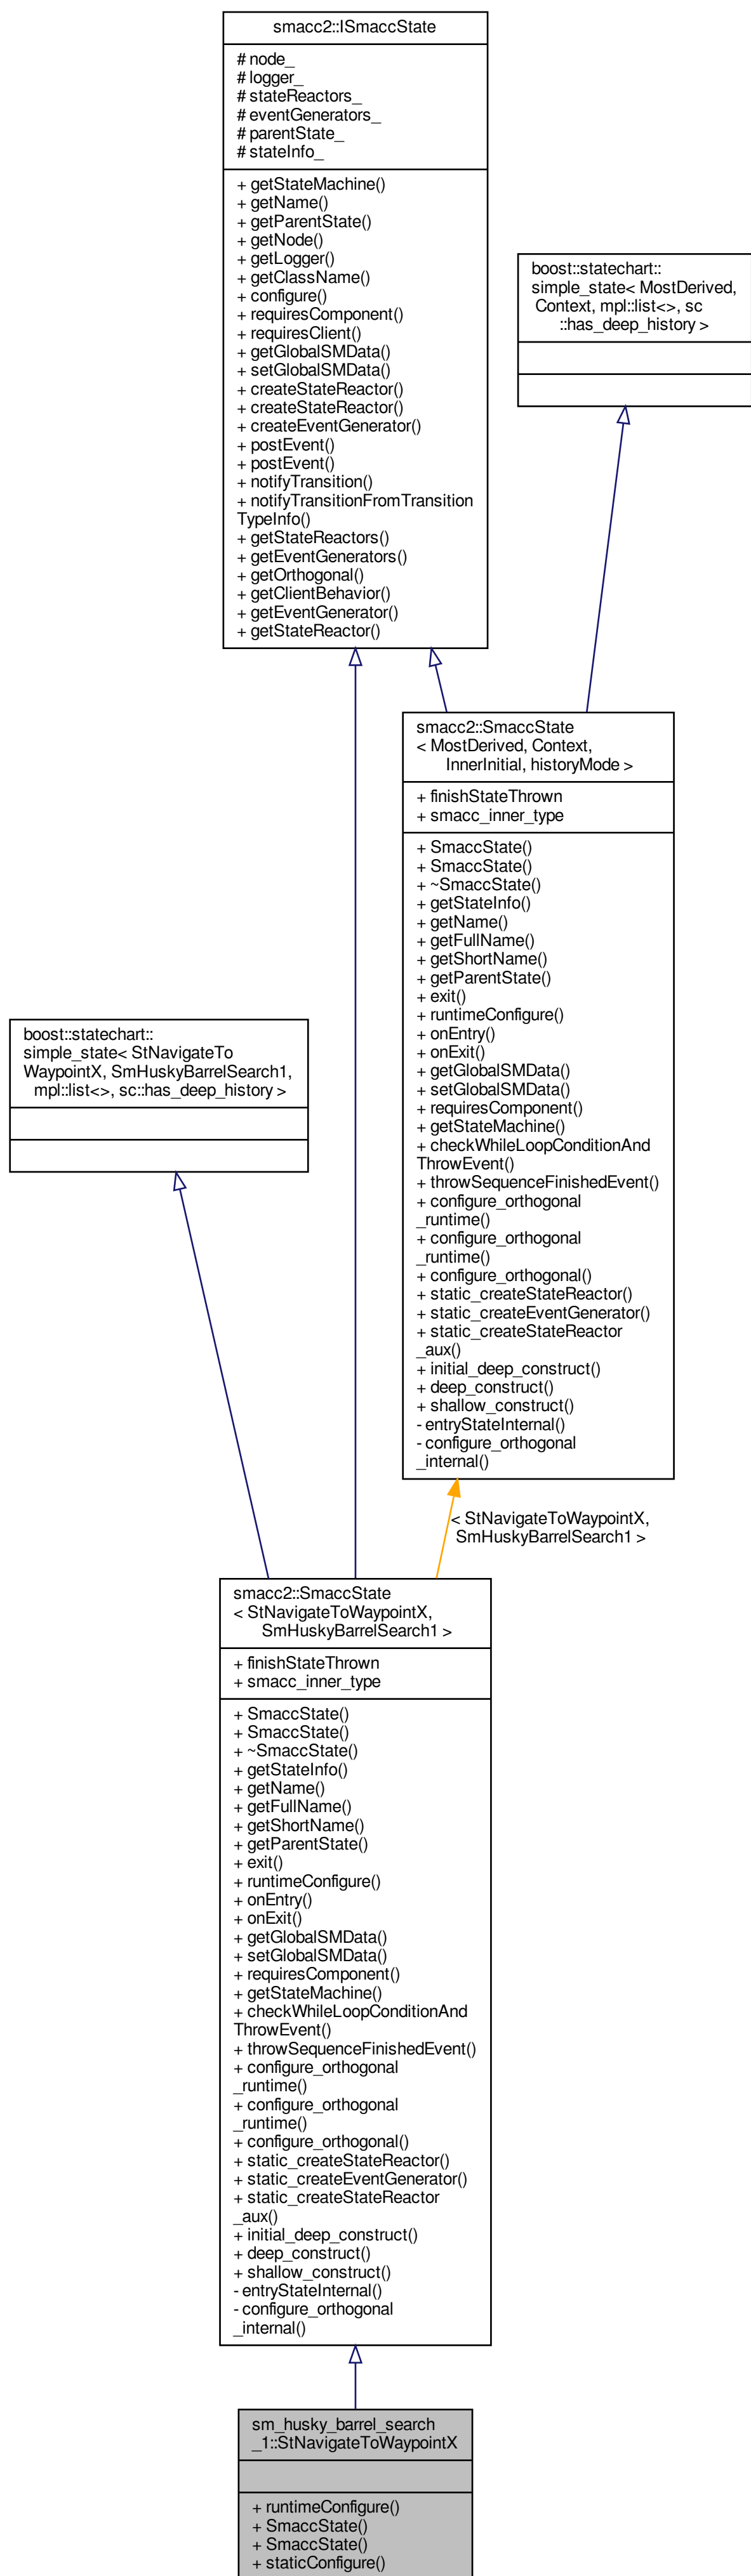 smacc2::ISmaccState
# node_
# logger_
# stateReactors_
# eventGenerators_
# parentState_
# stateInfo_
+ getStateMachine()
+ getName()
+ getParentState()
+ getNode()
+ getLogger()
+ getClassName()
+ configure()
+ requiresComponent()
+ requiresClient()
+ getGlobalSMData()
+ setGlobalSMData()
+ createStateReactor()
+ createStateReactor()
+ createEventGenerator()
+ postEvent()
+ postEvent()
+ notifyTransition()
+ notifyTransitionFromTransition
TypeInfo()
+ getStateReactors()
+ getEventGenerators()
+ getOrthogonal()
+ getClientBehavior()
+ getEventGenerator()
+ getStateReactor()
boost::statechart::
simple_state< MostDerived,
Context, mpl::list<>, sc
::has_deep_history >
smacc2::SmaccState
< MostDerived, Context,
InnerInitial, historyMode >
+ finishStateThrown
+ smacc_inner_type
+ SmaccState()
+ SmaccState()
+ ~SmaccState()
+ getStateInfo()
+ getName()
+ getFullName()
+ getShortName()
+ getParentState()
+ exit()
+ runtimeConfigure()
+ onEntry()
+ onExit()
+ getGlobalSMData()
+ setGlobalSMData()
+ requiresComponent()
+ getStateMachine()
+ checkWhileLoopConditionAnd
ThrowEvent()
+ throwSequenceFinishedEvent()
+ configure_orthogonal
_runtime()
+ configure_orthogonal
_runtime()
+ configure_orthogonal()
+ static_createStateReactor()
+ static_createEventGenerator()
+ static_createStateReactor
_aux()
+ initial_deep_construct()
+ deep_construct()
+ shallow_construct()
- entryStateInternal()
- configure_orthogonal
_internal()
boost::statechart::
simple_state< StNavigateTo
WaypointX, SmHuskyBarrelSearch1,
mpl::list<>, sc::has_deep_history >
< StNavigateToWaypointX,
SmHuskyBarrelSearch1 >
smacc2::SmaccState
< StNavigateToWaypointX,
SmHuskyBarrelSearch1 >
+ finishStateThrown
+ smacc_inner_type
+ SmaccState()
+ SmaccState()
+ ~SmaccState()
+ getStateInfo()
+ getName()
+ getFullName()
+ getShortName()
+ getParentState()
+ exit()
+ runtimeConfigure()
+ onEntry()
+ onExit()
+ getGlobalSMData()
+ setGlobalSMData()
+ requiresComponent()
+ getStateMachine()
+ checkWhileLoopConditionAnd
ThrowEvent()
+ throwSequenceFinishedEvent()
+ configure_orthogonal
_runtime()
+ configure_orthogonal
_runtime()
+ configure_orthogonal()
+ static_createStateReactor()
+ static_createEventGenerator()
+ static_createStateReactor
_aux()
+ initial_deep_construct()
+ deep_construct()
+ shallow_construct()
- entryStateInternal()
- configure_orthogonal
_internal()
sm_husky_barrel_search
_1::StNavigateToWaypointX
+ runtimeConfigure()
+ SmaccState()
+ SmaccState()
+ staticConfigure()